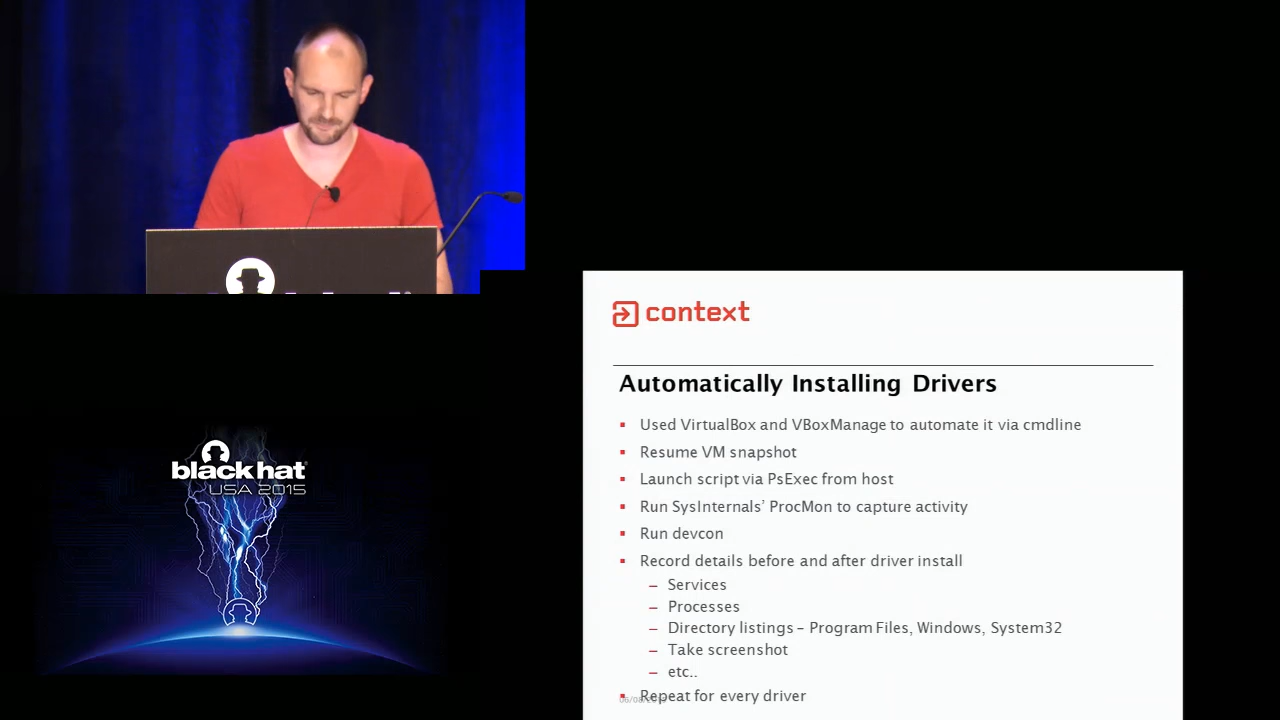 context
Automatically Installing Drivers
▪ Used VirtualBox and VBoxManage to automate it via cmdline
▪ Resume VM snapshot
▪ Launch script via PsExec from host
▪ Run SysInternals' ProcMon to capture activity
▪ Run devcon
▪ Record details before and after driver install
– Services
– Processes
– Directory listings – Program Files, Windows, System32
– Take screenshot
– etc..
▪ Repeat for every driver
black hat
USA 2015